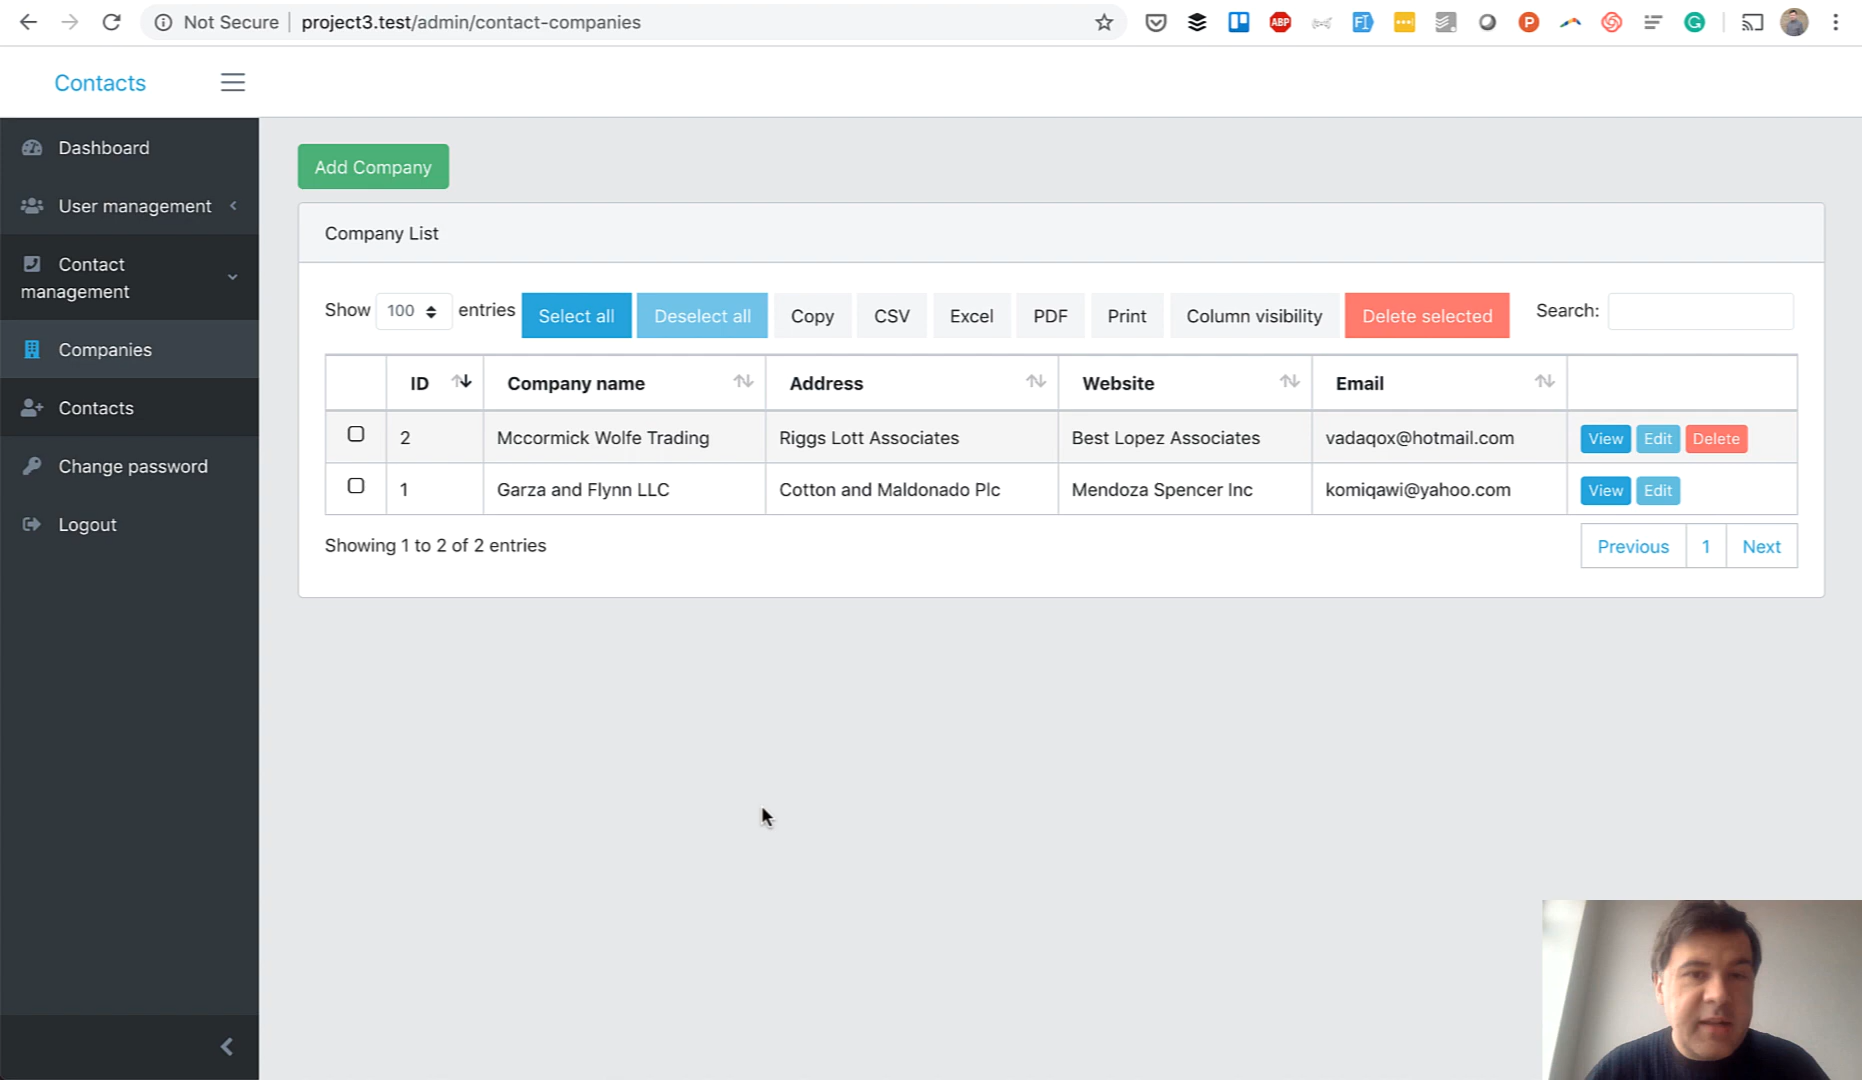 Not Secure | project3.test/admin/contact-companies
ABP
Contacts
Dashboard
User management
Contact
management
Companies
Contacts
Change password
Logout
Add Company
Company List
Show 100 entries Select all Deselect all Copy CSV Excel PDF Print Column visibility Delete selected Search:
ID Company name Address Website Email
2 Mccormick Wolfe Trading Riggs Lott Associates Best Lopez Associates vadaqox@hotmail.com View Edit Delete
1 Garza and Flynn LLC Cotton and Maldonado Plc Mendoza Spencer Inc komiqawi@yahoo.com View Edit
Showing 1 to 2 of 2 entries
Previous 1 Next